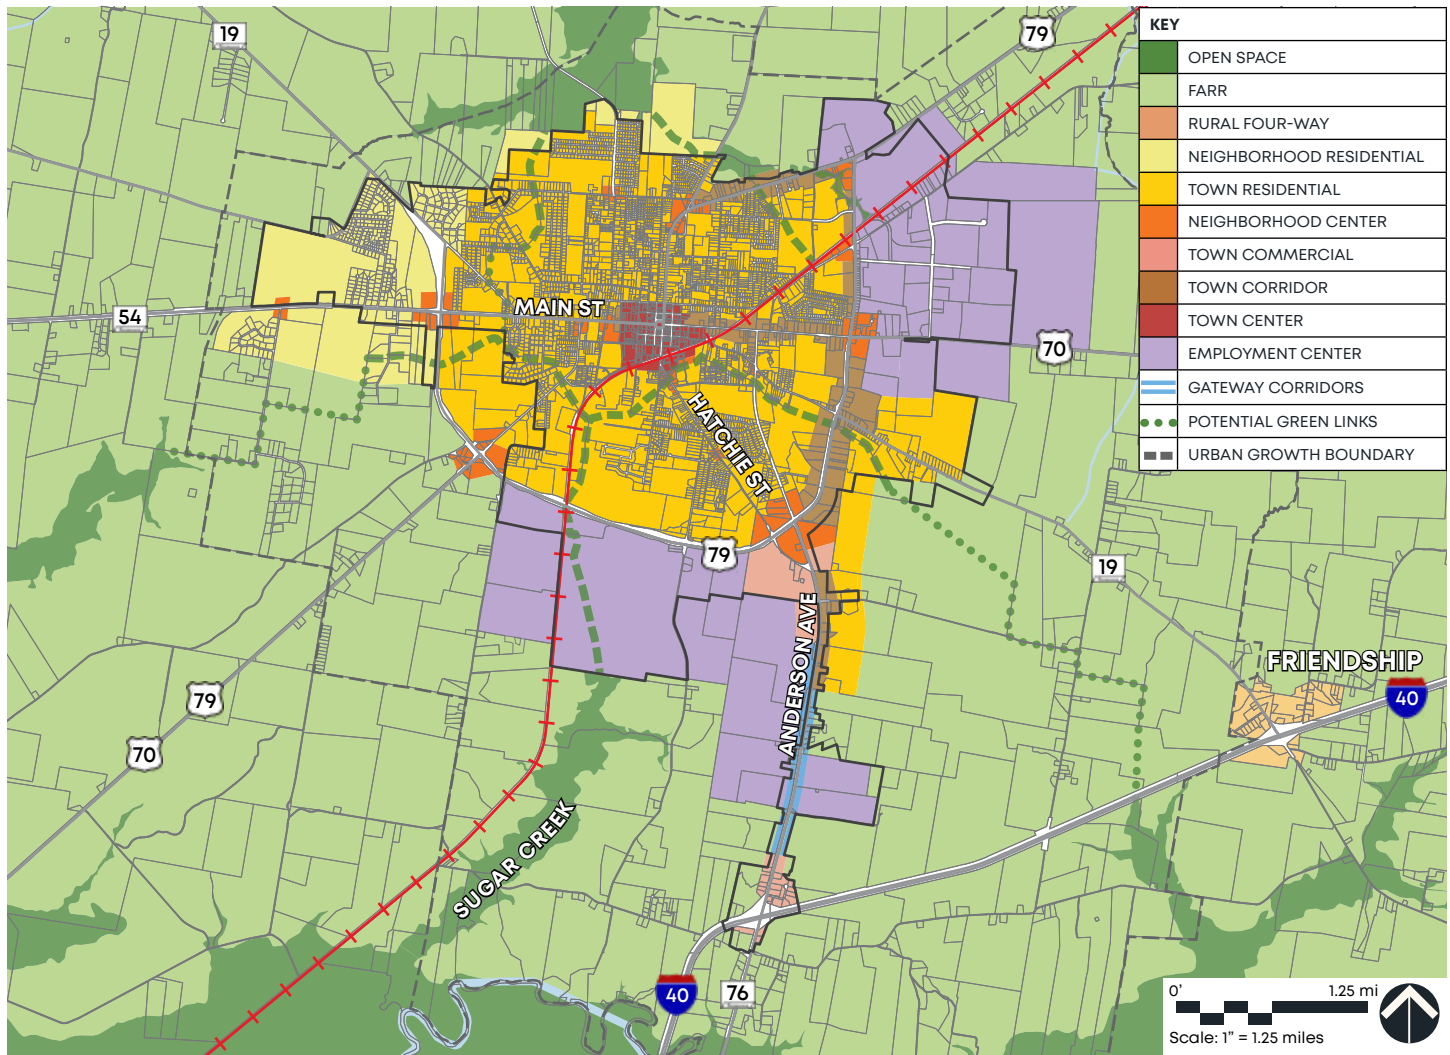 19
79
KEY
OPEN SPACE
FARR
RURAL FOUR-WAY
NEIGHBORHOOD RESIDENTIAL
TOWN RESIDENTIAL
NEIGHBORHOOD CENTER
TOWN COMMERCIAL
TOWN CORRIDOR
TOWN CENTER
EMPLOYMENT CENTER
GATEWAY CORRIDORS
POTENTIAL GREEN LINKS
URBAN GROWTH BOUNDARY
MAIN ST
54
70
HATCHIE ST
79
19
ANDERSON AVE
FRIENDSHIP
40
79
70
SUGAR CREEK
40
76
0'
1.25 mi
Scale: 1" = 1.25 miles